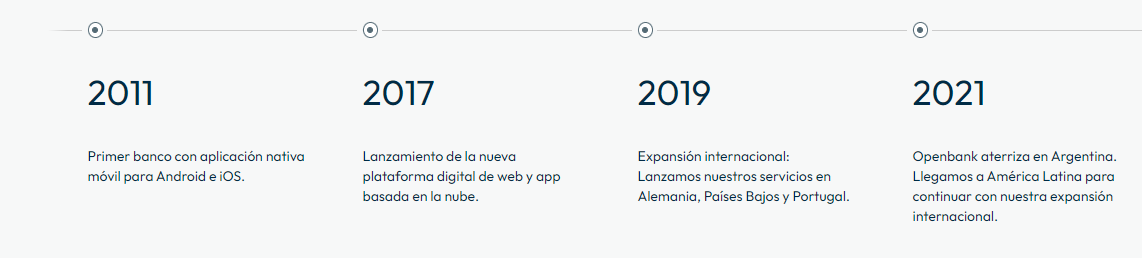 2011
Primer banco con aplicación nativa
móvil para Android e iOS.
2017
Lanzamiento de la nueva
plataforma digital de web y app
basada en la nube.
2019
Expansión internacional:
Lanzamos nuestros servicios en
Alemania, Países Bajos y Portugal.
2021
Openbank aterriza en Argentina.
Llegamos a América Latina para
continuar con nuestra expansión
internacional.